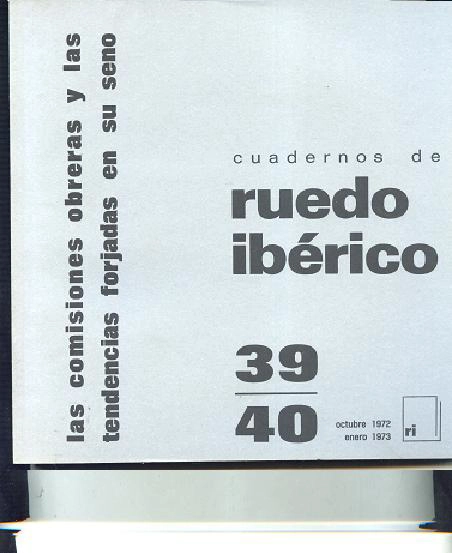 las comisiones obreras y las
tendencias forjadas en su seno
cuadernos de
ruedo
ibérico
39
40
octubre 1972
enero 1973
ri